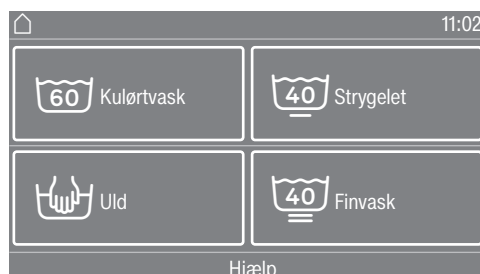 11:02
60 Kulørtvask
40 Strygelet
Uld
40 Finvask
Hjælp